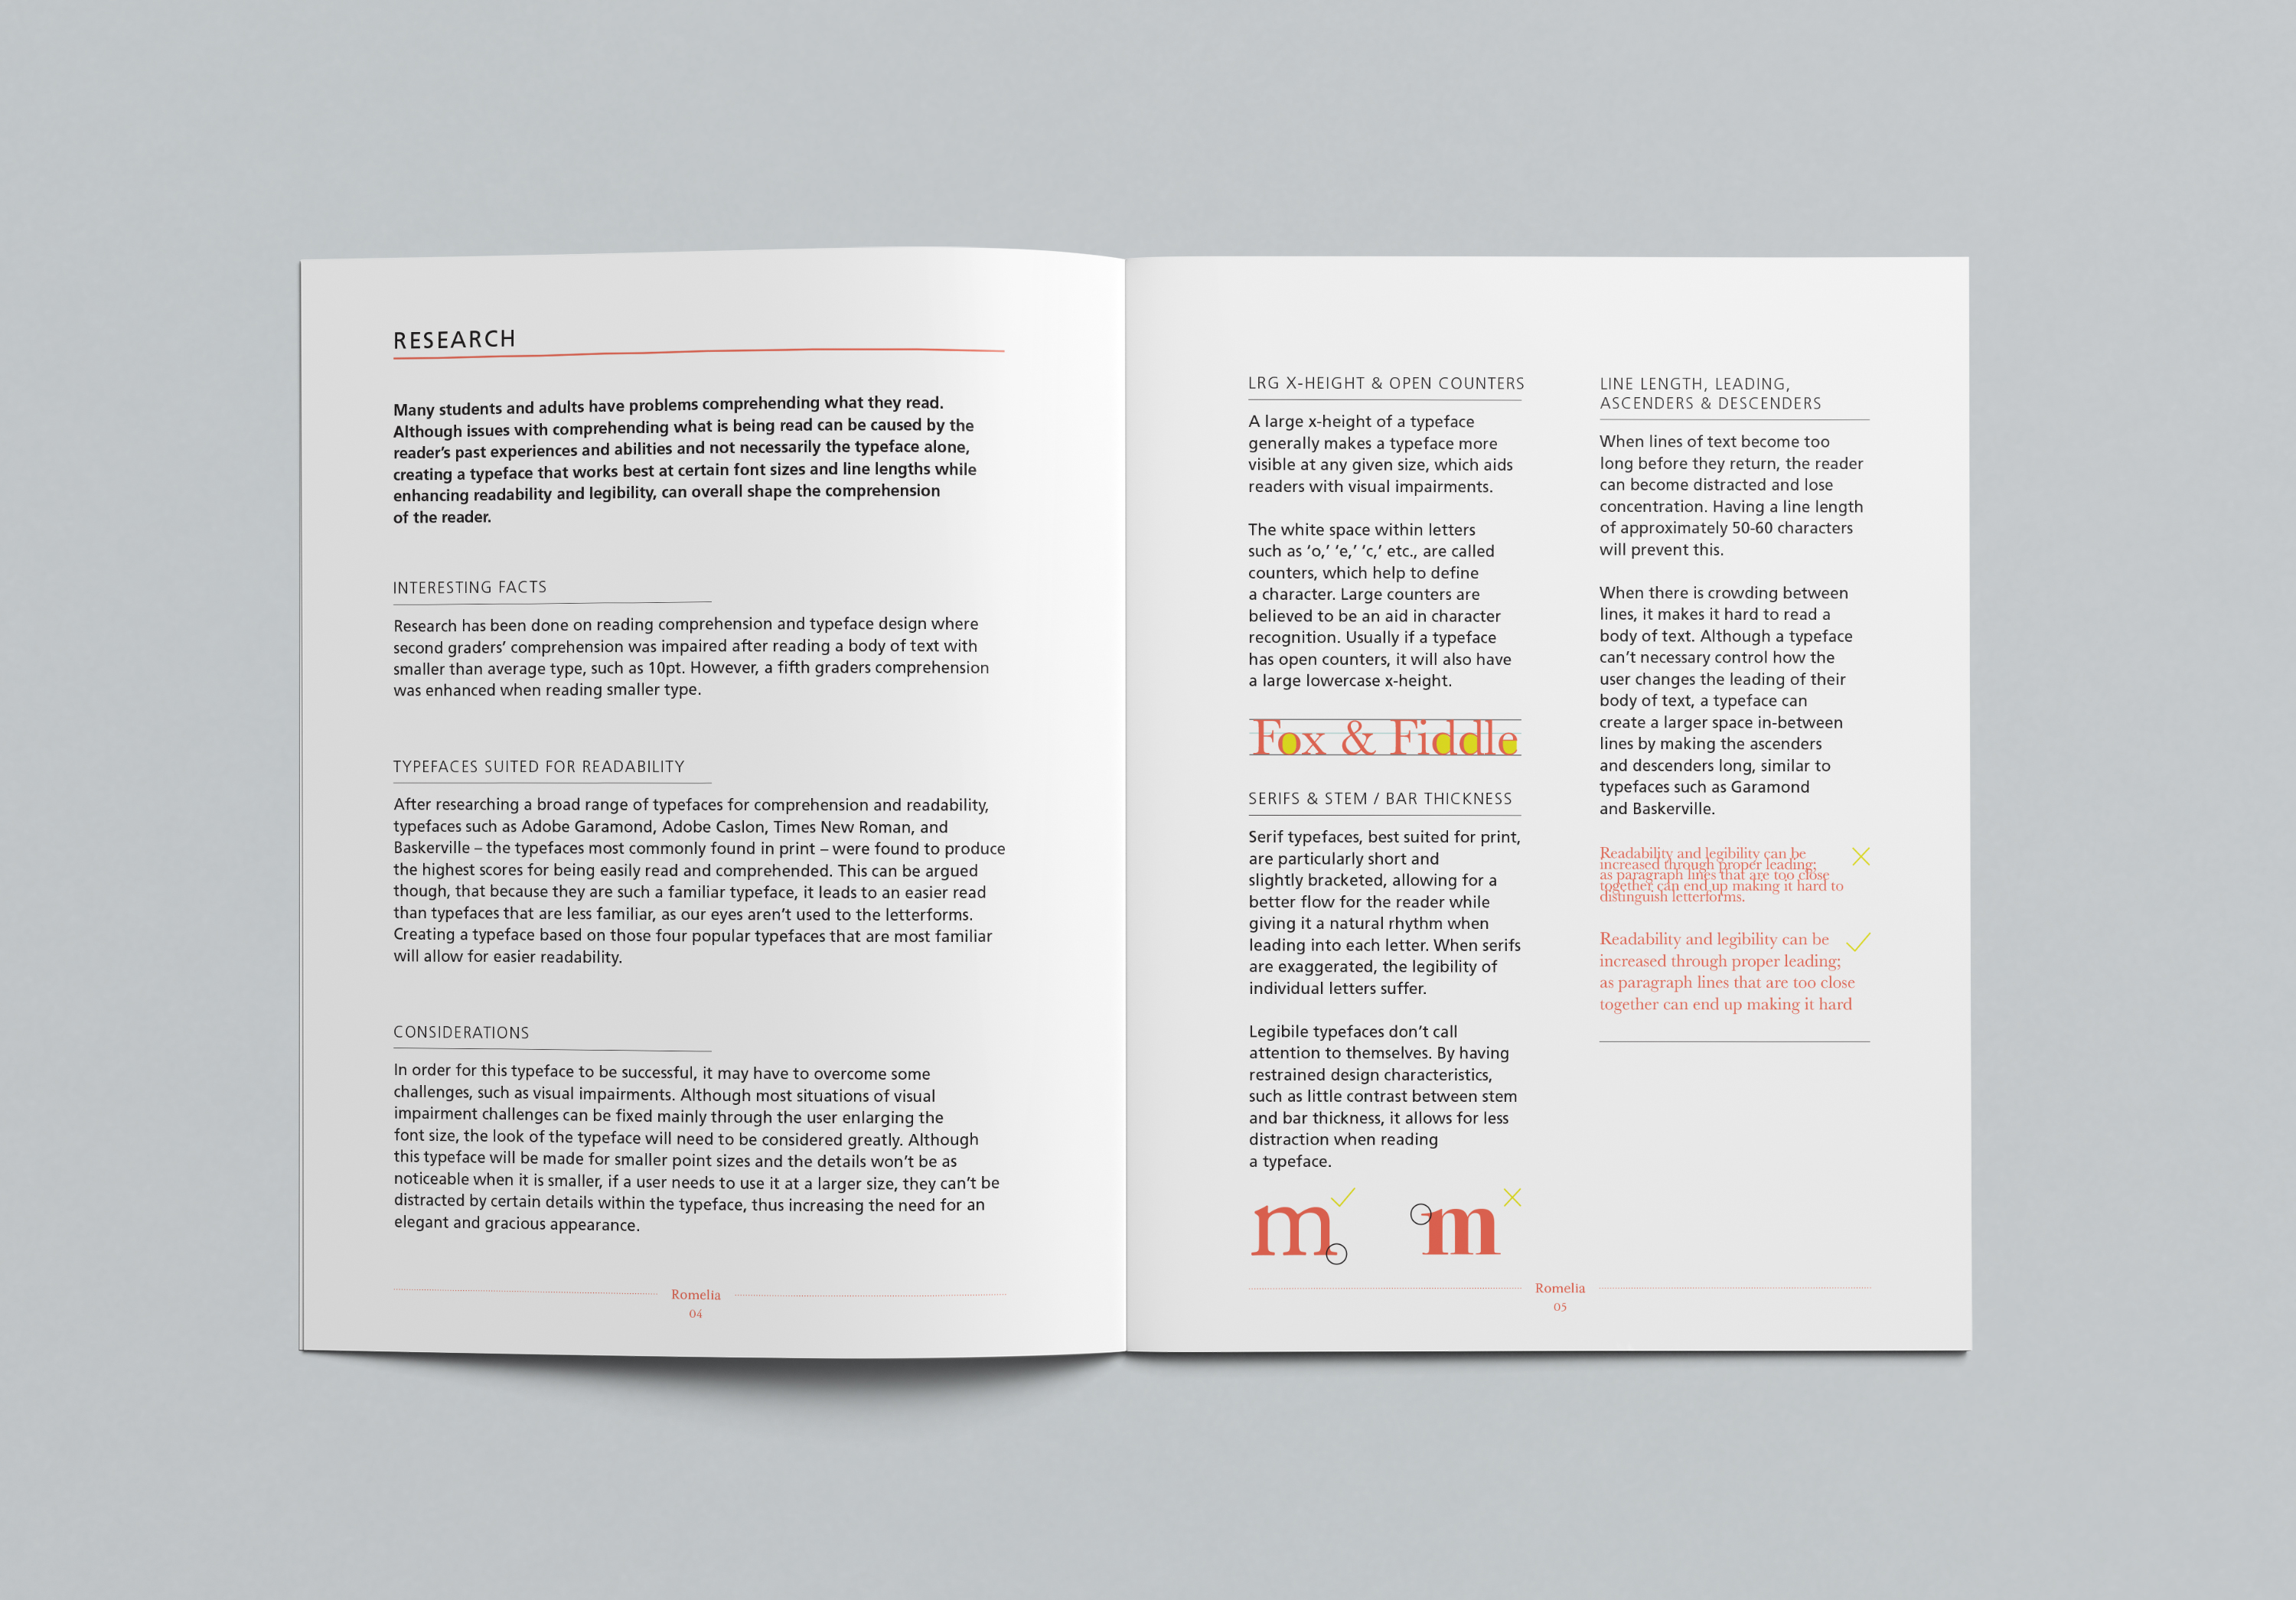 RESEARCH
Many students and adults have problems comprehending what they read.
Although issues with comprehending what is being read can be caused by the
reader’s past experiences and abilities and not necessarily the typeface alone,
creating a typeface that works best at certain font sizes and line lengths while
enhancing readability and legibility, can overall shape the comprehension
of the reader.
INTERESTING FACTS
Research has been done on reading comprehension and typeface design where
second graders’ comprehension was impaired after reading a body of text with
smaller than average type, such as 10pt. However, a fifth graders comprehension
was enhanced when reading smaller type.
TYPEFACES SUITED FOR READABILITY
After researching a broad range of typefaces for comprehension and readability,
typefaces such as Adobe Garamond, Adobe Caslon, Times New Roman, and
Baskerville – the typefaces most commonly found in print – were found to produce
the highest scores for being easily read and comprehended. This can be argued
though, that because they are such a familiar typeface, it leads to an easier read
than typefaces that are less familiar, as our eyes aren’t used to the letterforms.
Creating a typeface based on those four popular typefaces that are most familiar
will allow for easier readability.
CONSIDERATIONS
In order for this typeface to be successful, it may have to overcome some
challenges, such as visual impairments. Although most situations of visual
impairment challenges can be fixed mainly through the user enlarging the
font size, the look of the typeface will need to be considered greatly. Although
this typeface will be made for smaller point sizes and the details won’t be as
noticeable when it is smaller, if a user needs to use it at a larger size, they can’t be
distracted by certain details within the typeface, thus increasing the need for an
elegant and gracious appearance.
Romelia
04
LRG X-HEIGHT & OPEN COUNTERS
A large x-height of a typeface
generally makes a typeface more
visible at any given size, which aids
readers with visual impairments.
The white space within letters
such as ‘o,’ ‘e,’ ‘c,’ etc., are called
counters, which help to define
a character. Large counters are
believed to be an aid in character
recognition. Usually if a typeface
has open counters, it will also have
a large lowercase x-height.
Fox & Fiddle
SERIFS & STEM / BAR THICKNESS
Serif typefaces, best suited for print,
are particularly short and
slightly bracketed, allowing for a
better flow for the reader while
giving it a natural rhythm when
leading into each letter. When serifs
are exaggerated, the legibility of
individual letters suffer.
Legibile typefaces don’t call
attention to themselves. By having
restrained design characteristics,
such as little contrast between stem
and bar thickness, it allows for less
distraction when reading
a typeface.
m m
LINE LENGTH, LEADING,
ASCENDERS & DESCENDERS
When lines of text become too
long before they return, the reader
can become distracted and lose
concentration. Having a line length
of approximately 50-60 characters
will prevent this.
When there is crowding between
lines, it makes it hard to read a
body of text. Although a typeface
can’t necessary control how the
user changes the leading of their
body of text, a typeface can
create a larger space in-between
lines by making the ascenders
and descenders long, similar to
typefaces such as Garamond
and Baskerville.
Readability and legibility can be
increased through proper leading;
as paragraph lines that are too close
together can end up making it hard to
distinguish letterforms.
Readability and legibility can be
increased through proper leading;
as paragraph lines that are too close
together can end up making it hard
Romelia
05